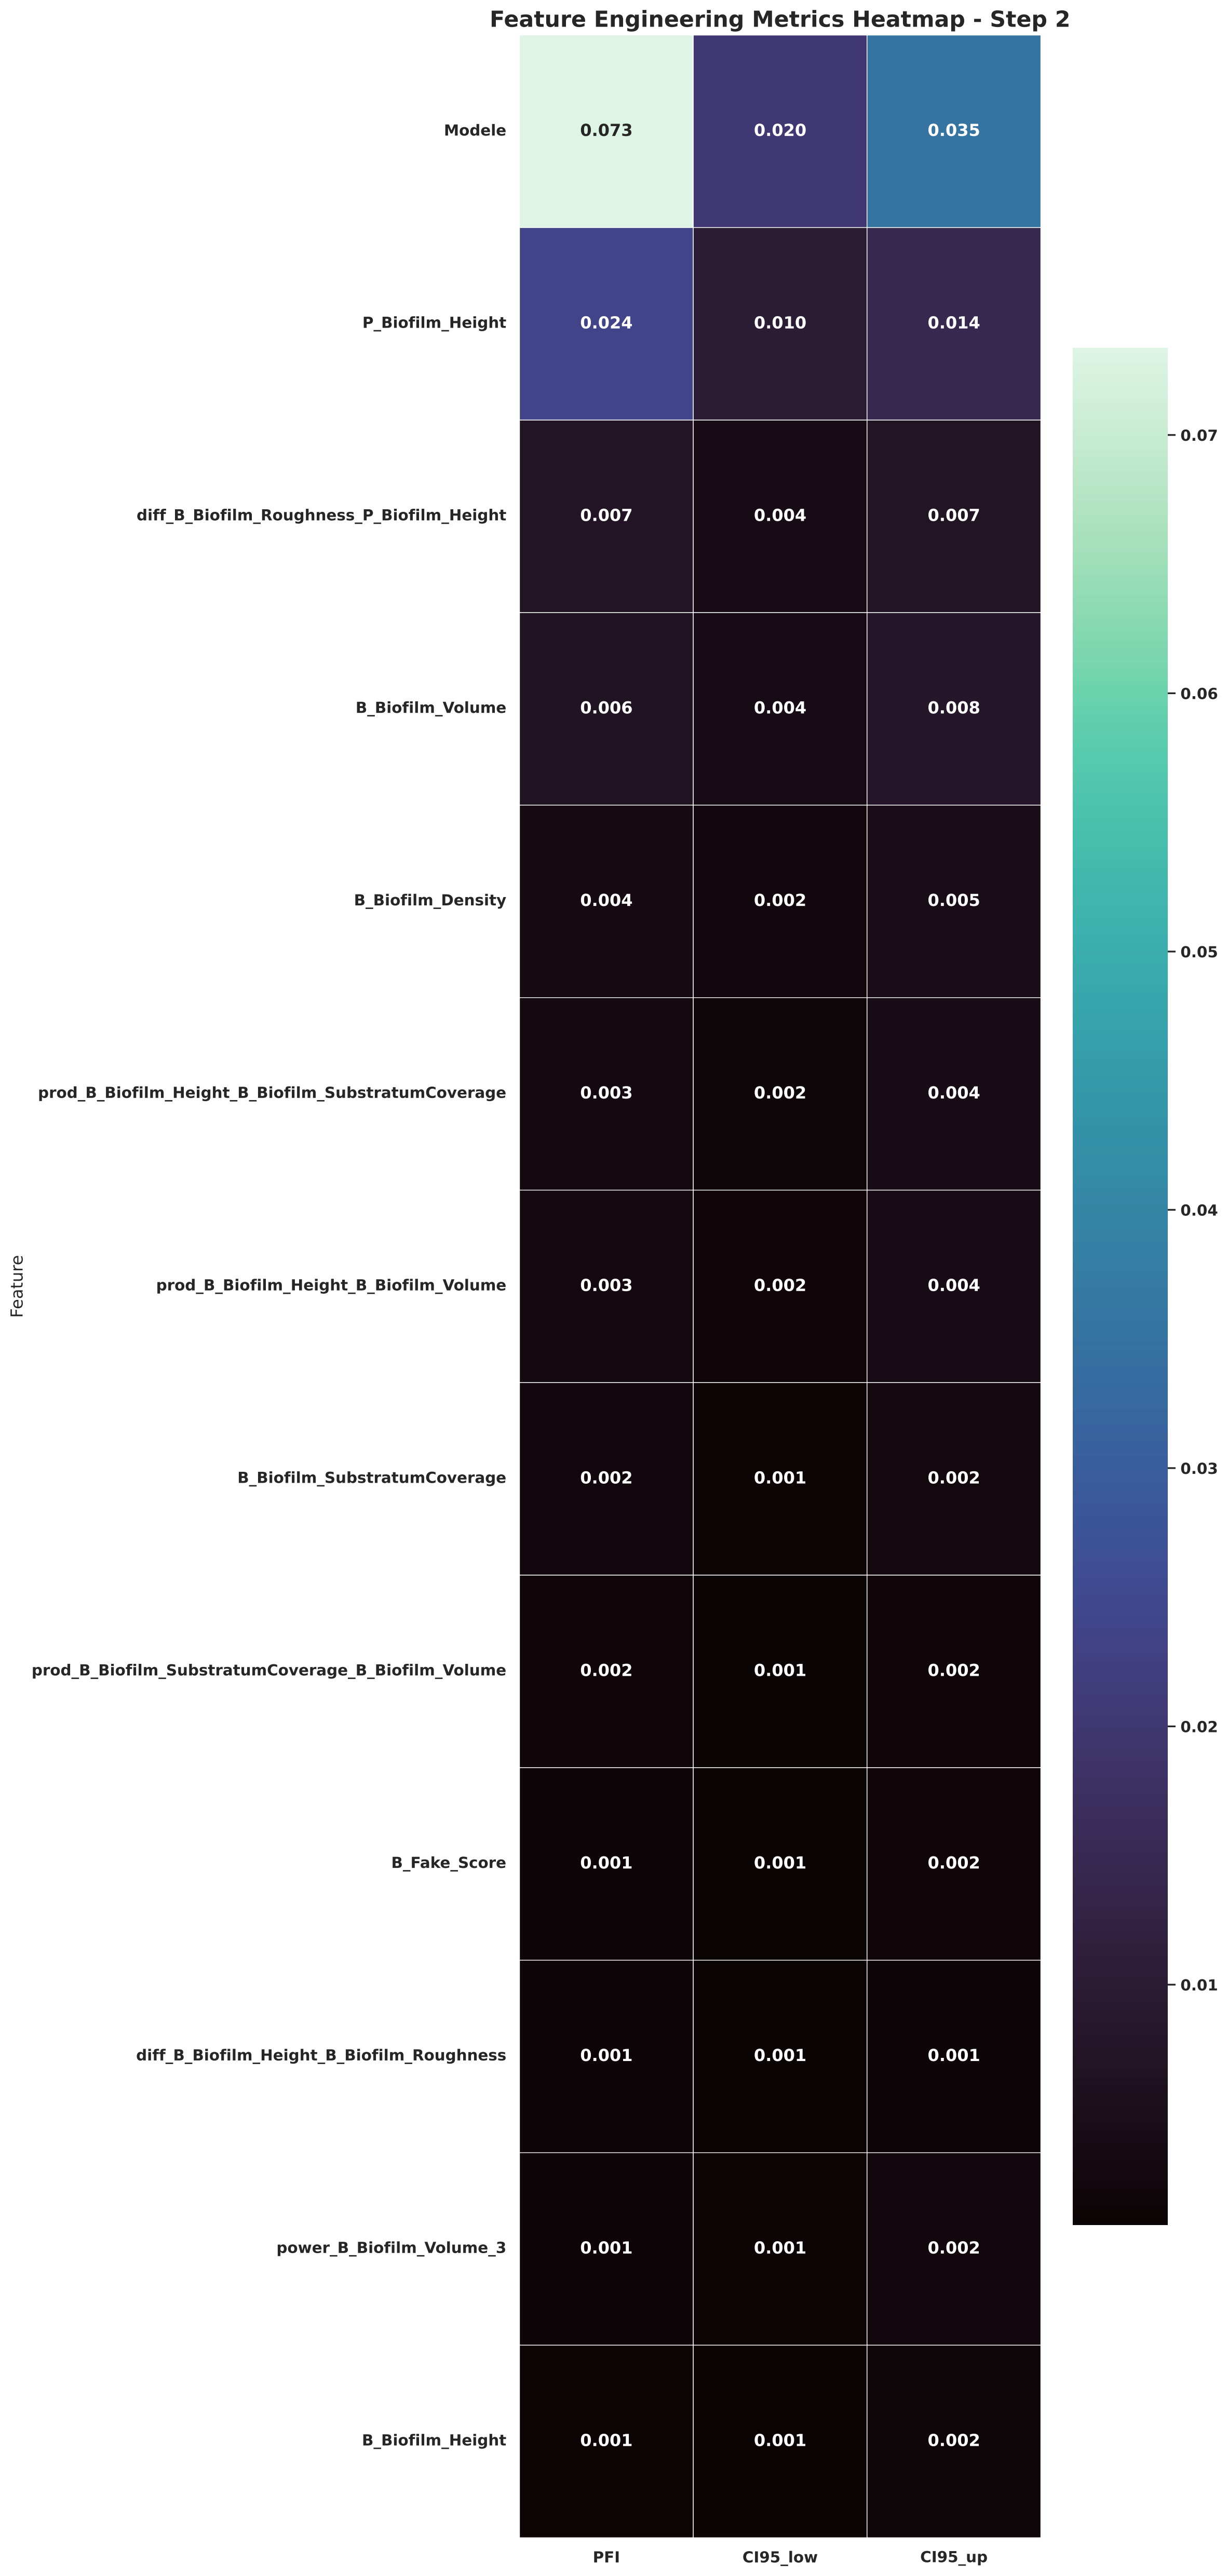 Feature Engineering Metrics Heatmap - Step 2
Modele 0.073 0.020 0.035
P_Biofilm_Height 0.024 0.010 0.014
diff_B_Biofilm_Roughness_P_Biofilm_Height 0.007 0.004 0.007
B_Biofilm_Volume 0.006 0.004 0.008
B_Biofilm_Density 0.004 0.002 0.005
prod_B_Biofilm_Height_B_Biofilm_SubstratumCoverage 0.003 0.002 0.004
prod_B_Biofilm_Height_B_Biofilm_Volume 0.003 0.002 0.004
B_Biofilm_SubstratumCoverage 0.002 0.001 0.002
prod_B_Biofilm_SubstratumCoverage_B_Biofilm_Volume 0.002 0.001 0.002
B_Fake_Score 0.001 0.001 0.002
diff_B_Biofilm_Height_B_Biofilm_Roughness 0.001 0.001 0.001
power_B_Biofilm_Volume_3 0.001 0.001 0.002
B_Biofilm_Height 0.001 0.001 0.002
PFI CI95_low CI95_up
Feature
0.07
0.06
0.05
0.04
0.03
0.02
0.01